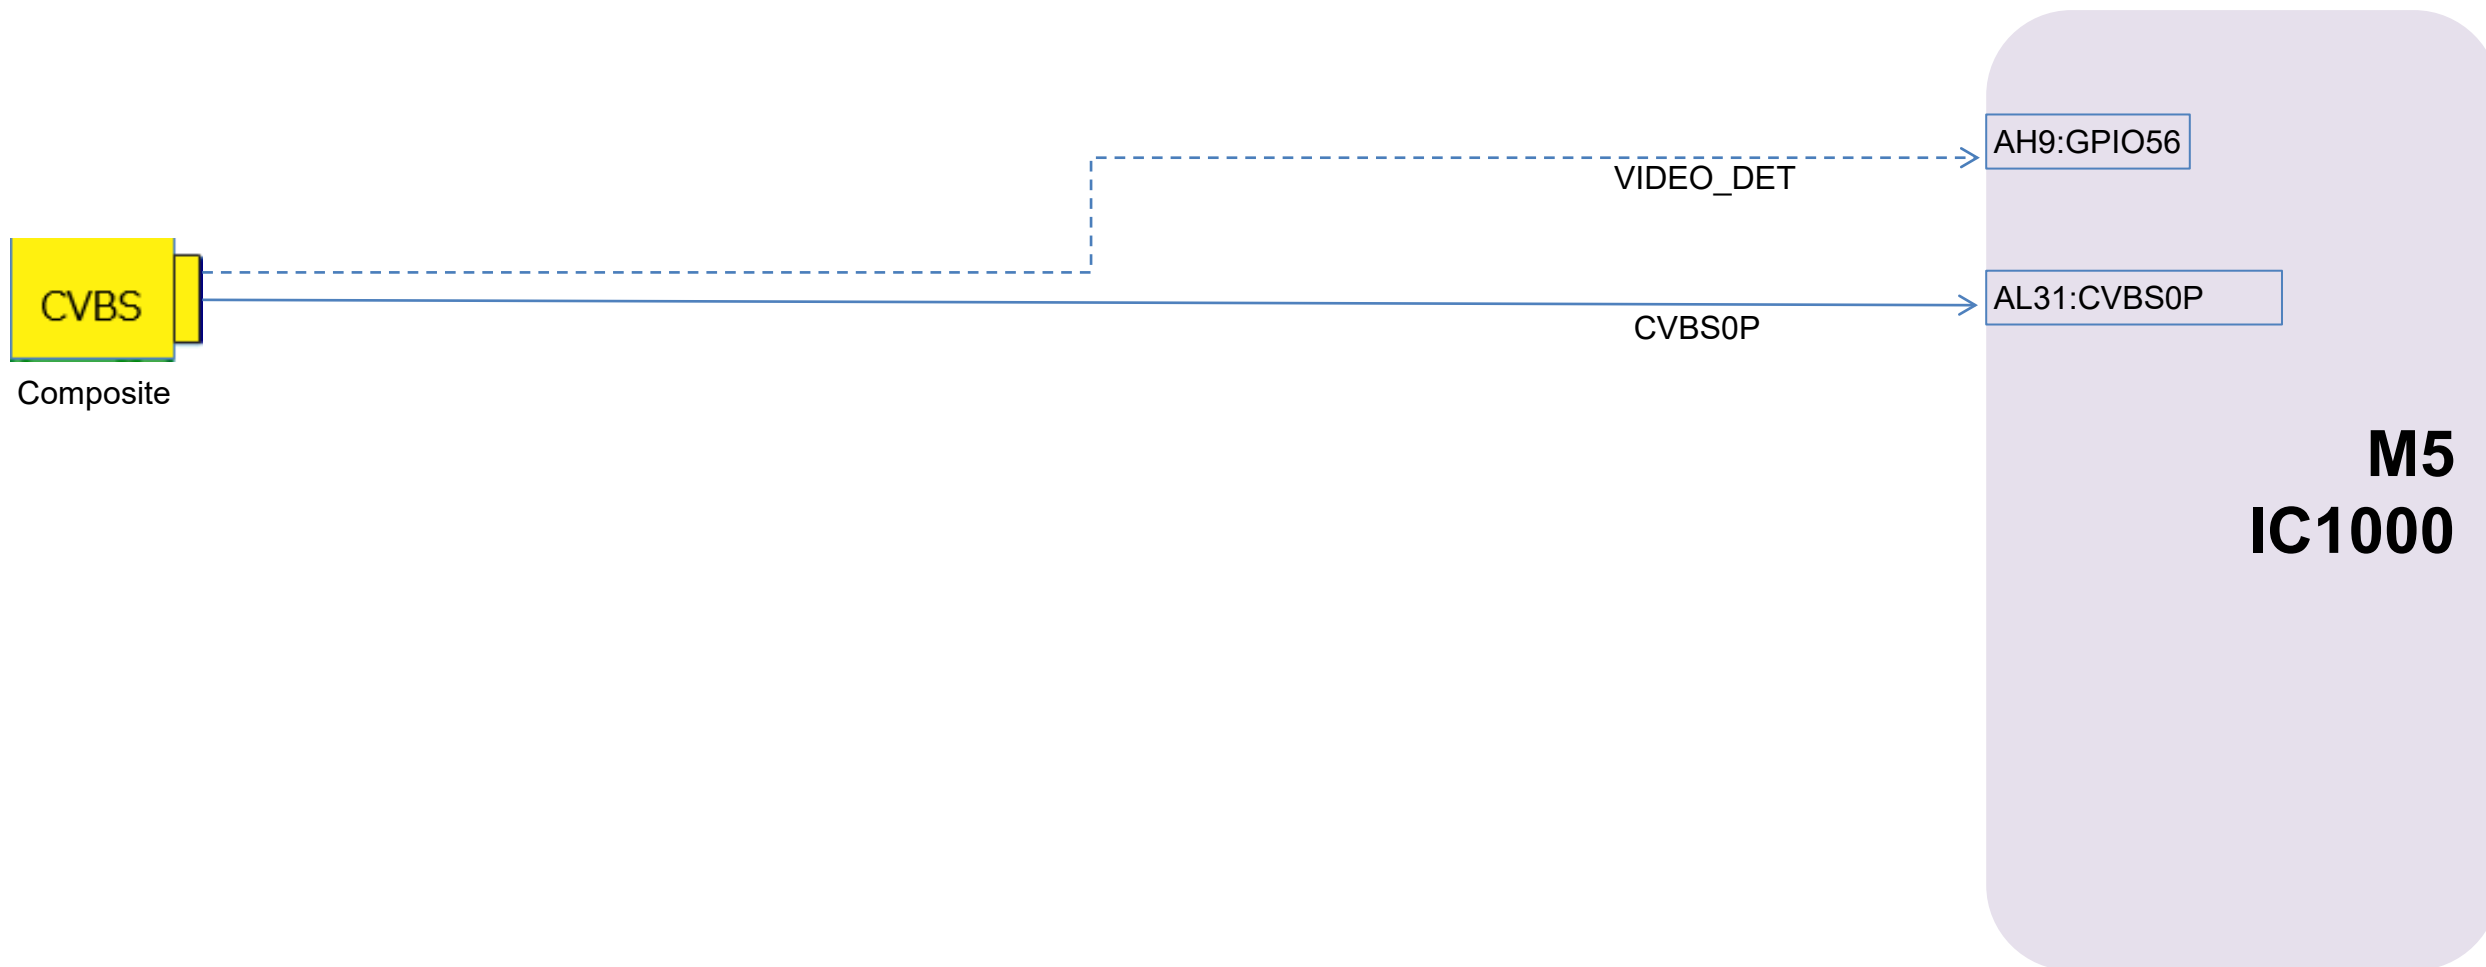 AH9:GPIO56
VIDEO_DET
CVBS
AL31:CVBS0P
CVBS0P
Composite
M5
IC1000